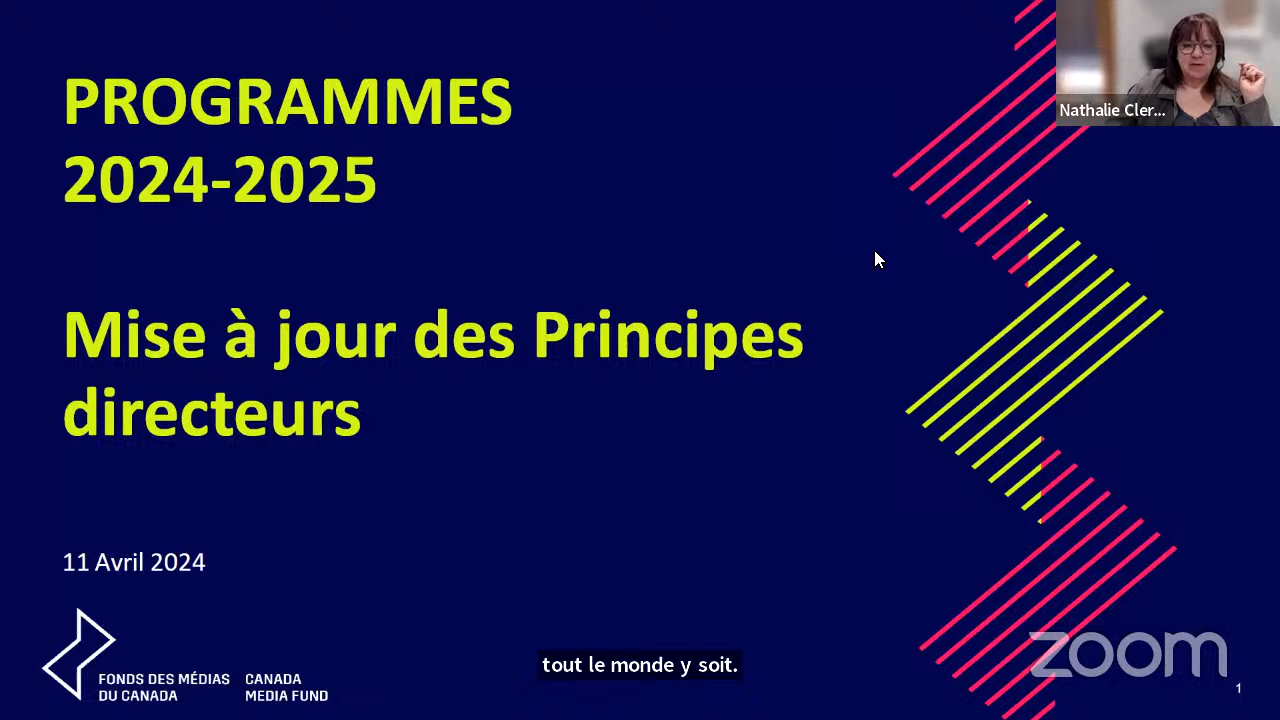 PROGRAMMES
2024-2025
Mise à jour des Principes
directeurs
11 Avril 2024
FONDS DES MÉDIAS
DU CANADA
CANADA
MEDIA FUND
tout le monde y soit.
Nathalie Cler...
zoom
1